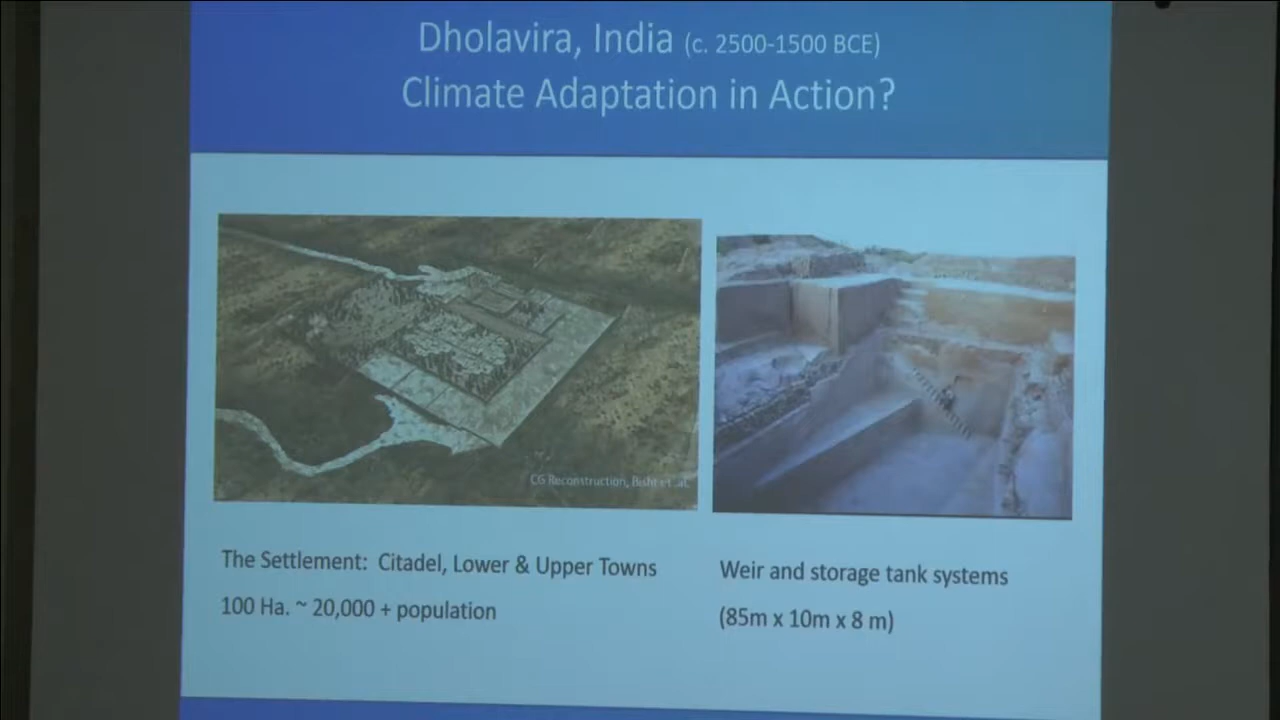 Dholavira, India (c. 2500-1500 BCE)
Climate Adaptation in Action?
CG Reconstruction, Bisht et .al.
The Settlement: Citadel, Lower & Upper Towns
100 Ha. ~ 20,000 + population
Weir and storage tank systems
(85m x 10m x 8 m)